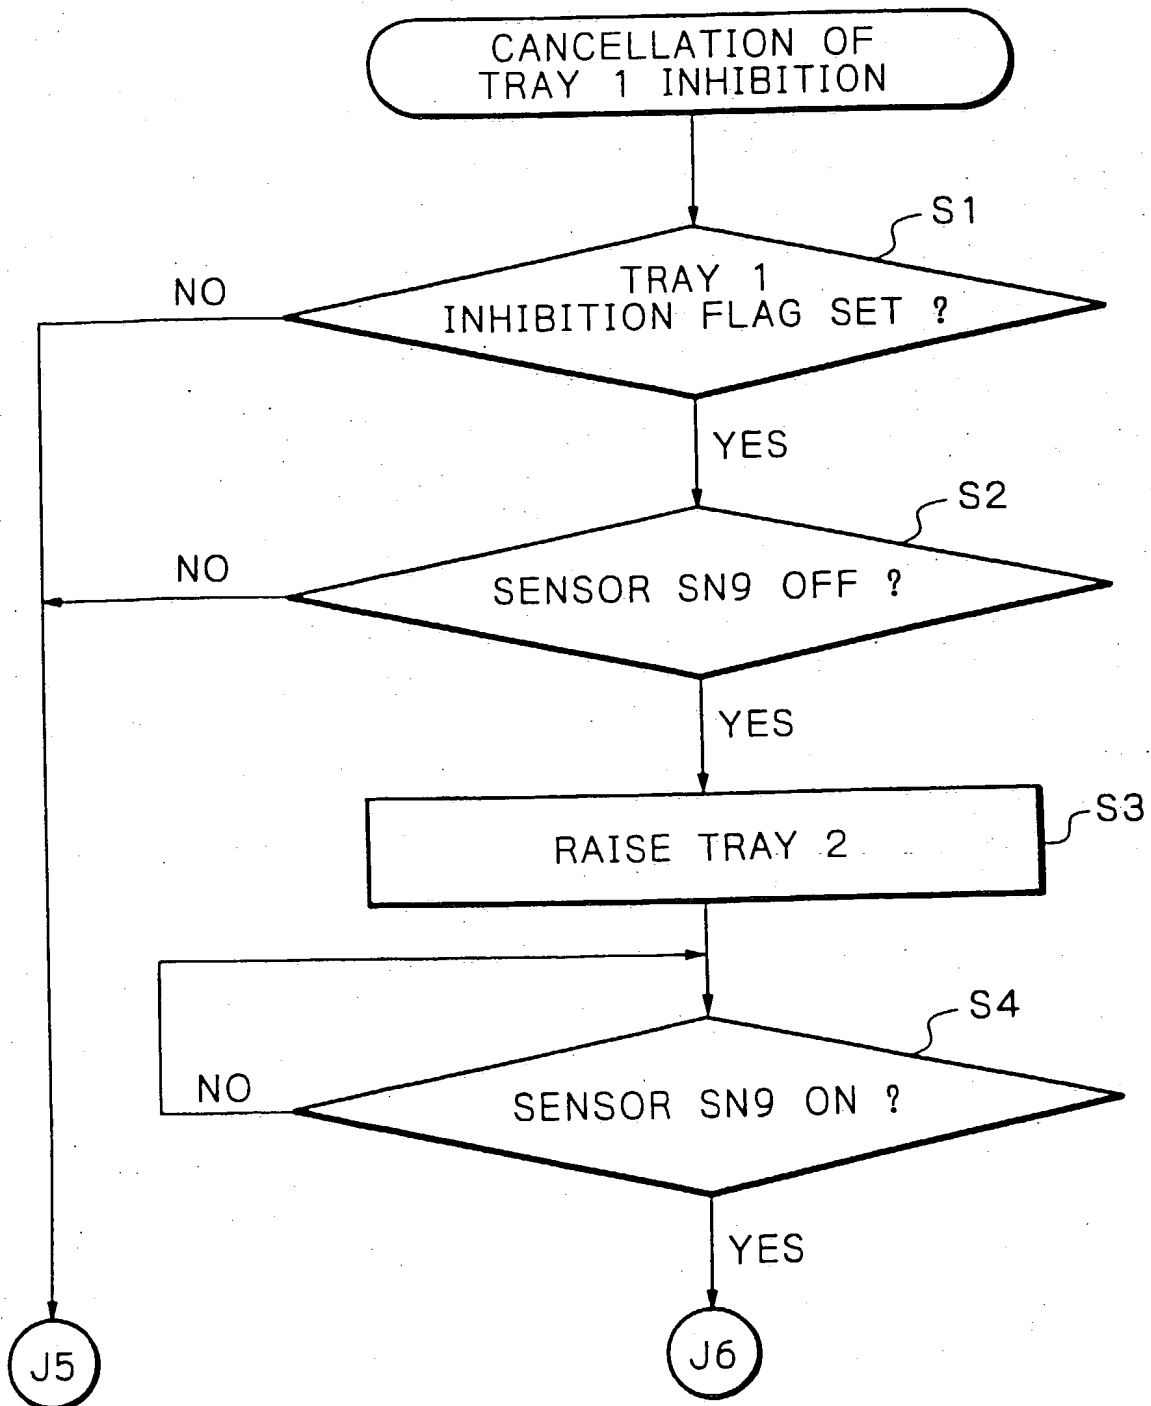 CANCELLATION OF
TRAY 1 INHIBITION
S1
TRAY 1
INHIBITION FLAG SET ?
NO
YES
S2
SENSOR SN9 OFF ?
NO
YES
S3
RAISE TRAY 2
S4
SENSOR SN9 ON ?
NO
YES
J5
J6